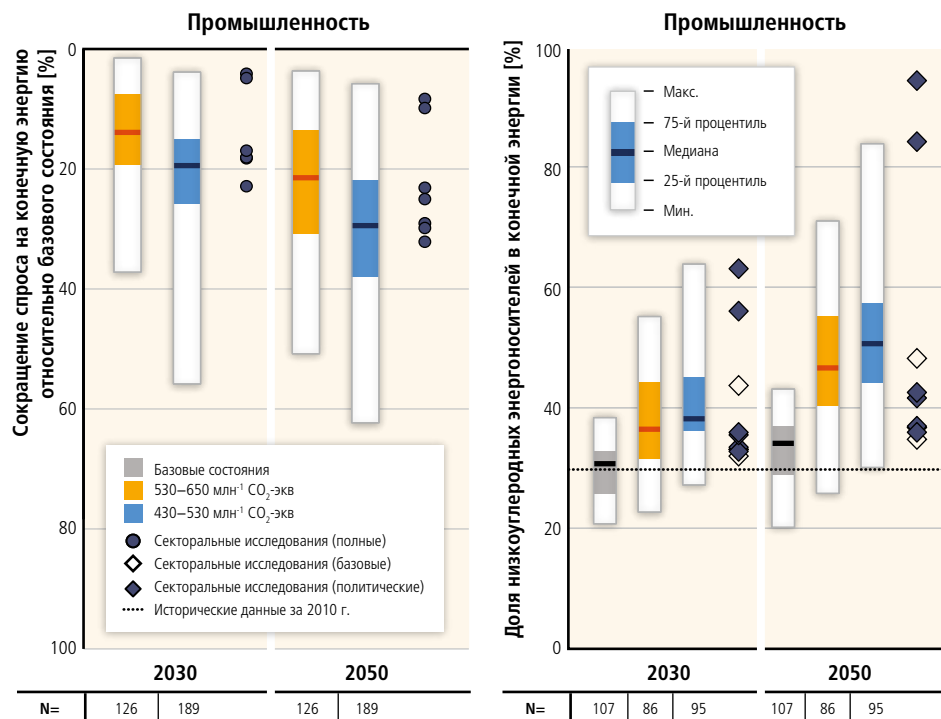 Промышленность
Сокращение спроса на конечную энергию
относительно базового состояния [%]
0
20
40
60
80
100
Базовые состояния
530–650 млн⁻¹ CO₂-экв
430–530 млн⁻¹ CO₂-экв
Секторальные исследования (полные)
Секторальные исследования (базовые)
Секторальные исследования (политические)
Исторические данные за 2010 г.
2030
2050
N=
126
189
126
189
Промышленность
Доля низкоуглеродных энергоносителей в конечной энергии [%]
100
80
60
40
20
0
Макс.
75-й процентиль
Медиана
25-й процентиль
Мин.
2030
2050
N=
107
86
95
107
86
95